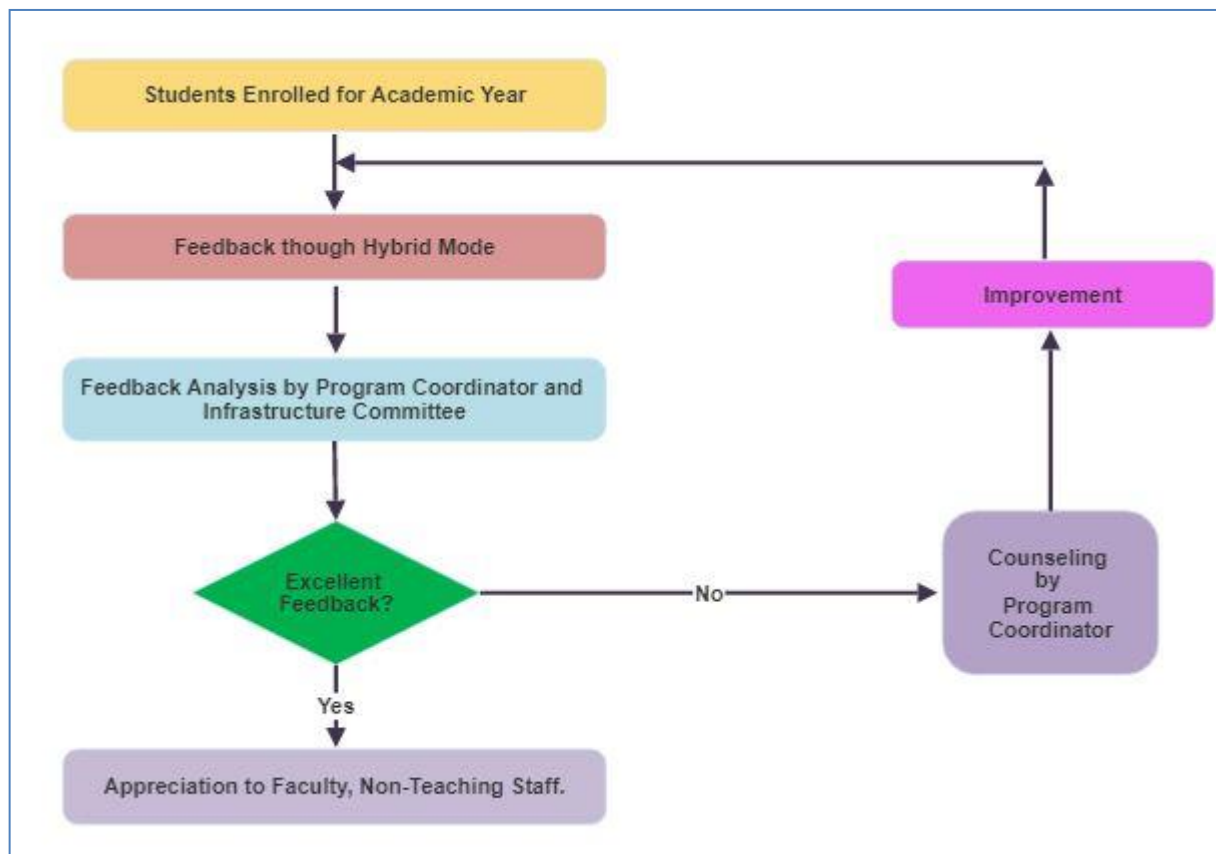 Students Enrolled for Academic Year
Feedback though Hybrid Mode
Improvement
Feedback Analysis by Program Coordinator and
Infrastructure Committee
Excellent
Feedback?
No
Counseling
by
Program
Coordinator
Yes
Appreciation to Faculty, Non-Teaching Staff.